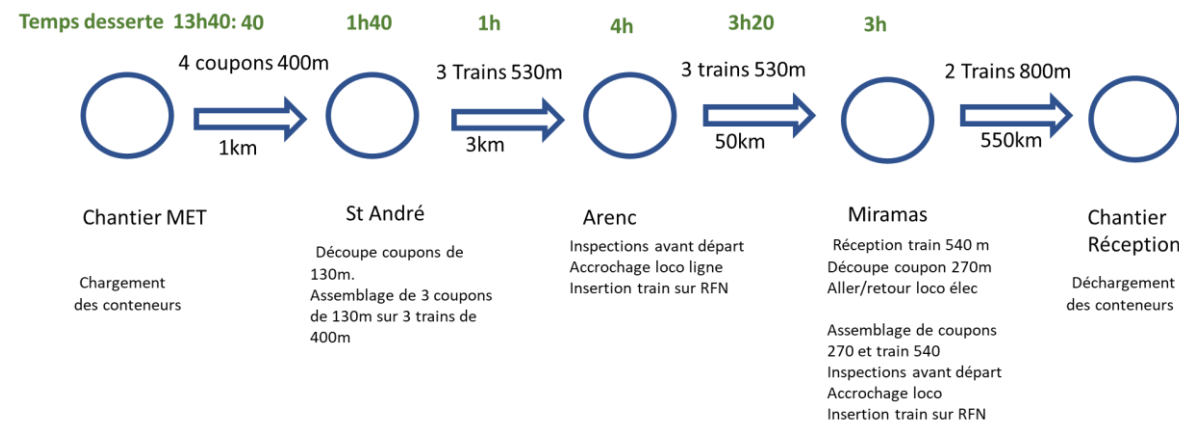 Temps desserte 13h40: 40
1h40
1h
4h
3h20
3h
4 coupons 400m
3 Trains 530m
3 trains 530m
2 Trains 800m
1km
3km
50km
550km
Chantier MET
Chargement
des conteneurs
St André
Découpe coupons de
130m.
Assemblage de 3 coupons
de 130m sur 3 trains de
400m
Arenc
Inspections avant départ
Accrochage loco ligne
Insertion train sur RFN
Miramas
Réception train 540 m
Découpe coupon 270m
Aller/retour loco élec
Assemblage de coupons
270 et train 540
Inspections avant départ
Accrochage loco
Insertion train sur RFN
Chantier
Réception
Déchargement
des conteneurs